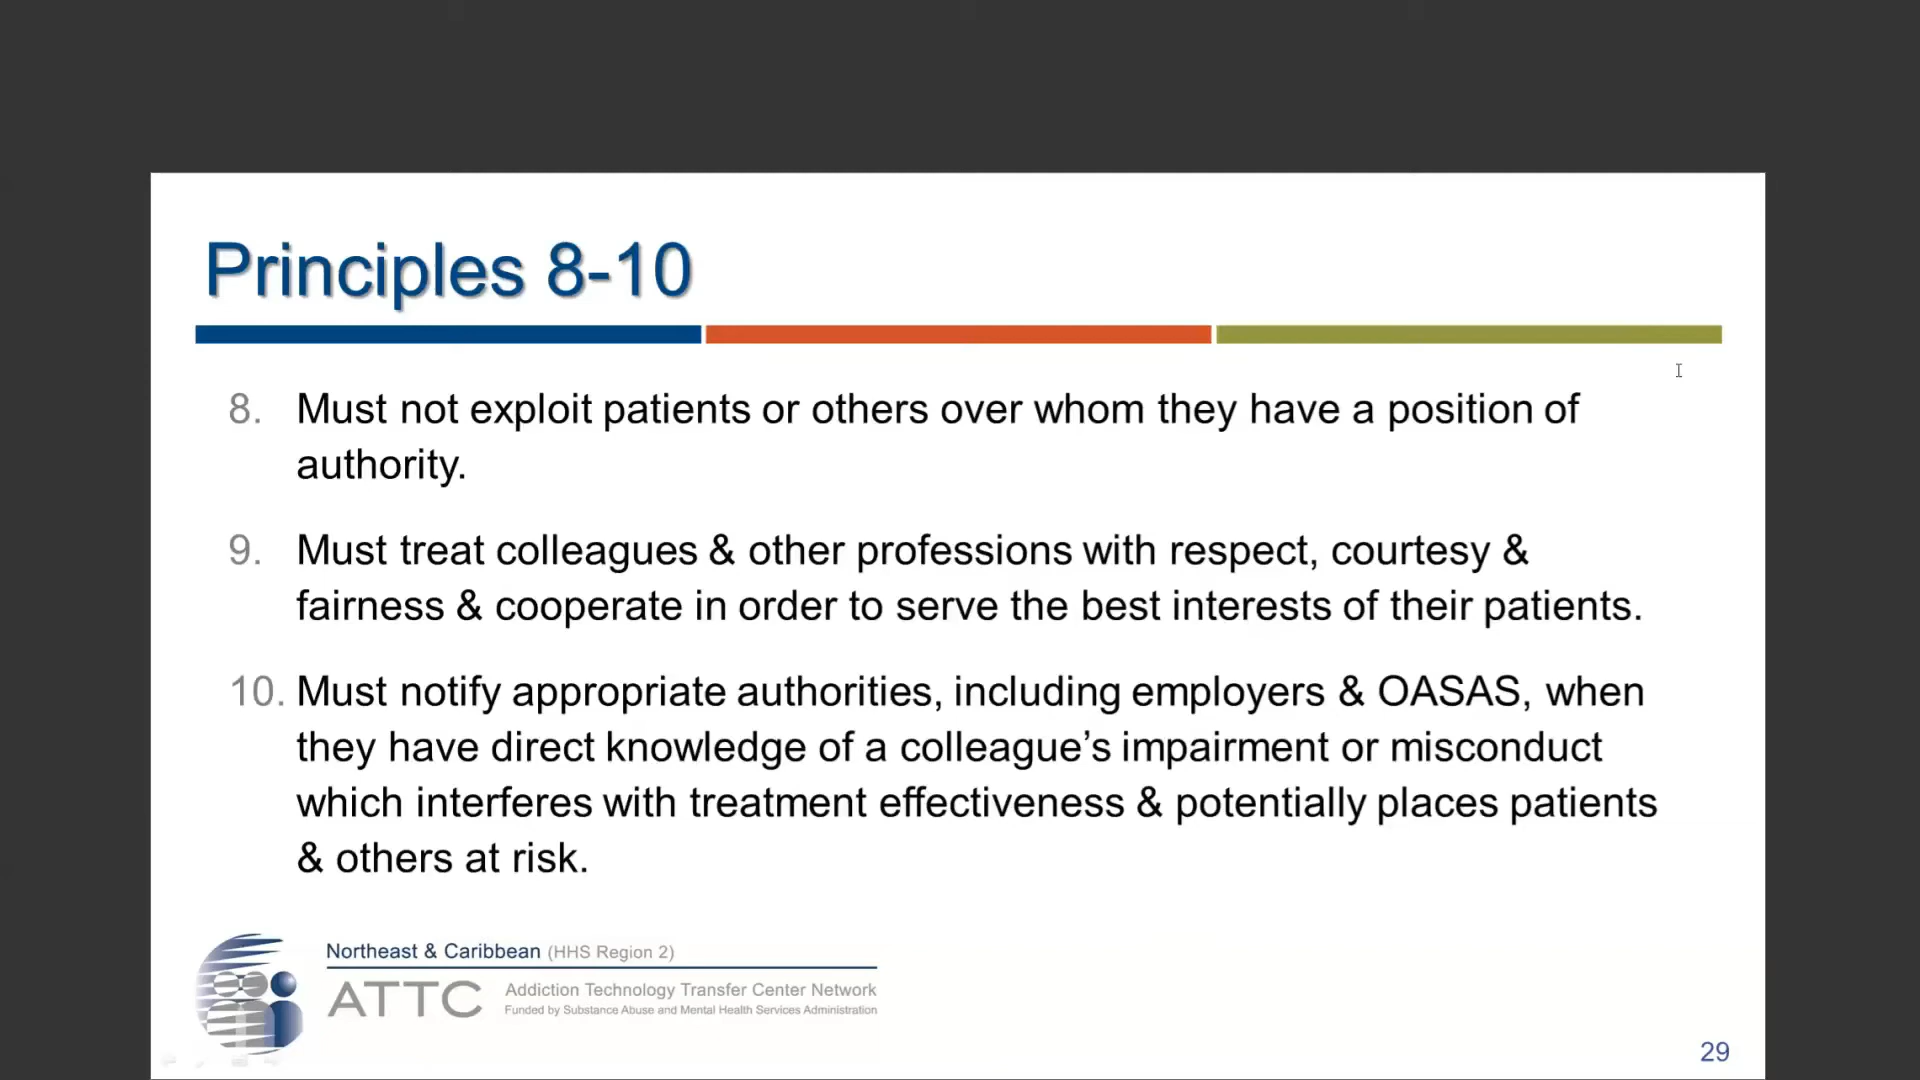 Principles 8-10
8. Must not exploit patients or others over whom they have a position of
authority.
9. Must treat colleagues & other professions with respect, courtesy &
fairness & cooperate in order to serve the best interests of their patients.
10. Must notify appropriate authorities, including employers & OASAS, when
they have direct knowledge of a colleague’s impairment or misconduct
which interferes with treatment effectiveness & potentially places patients
& others at risk.
Northeast & Caribbean (HHS Region 2)
ATTC
Addiction Technology Transfer Center Network
Funded by Substance Abuse and Mental Health Services Administration
29